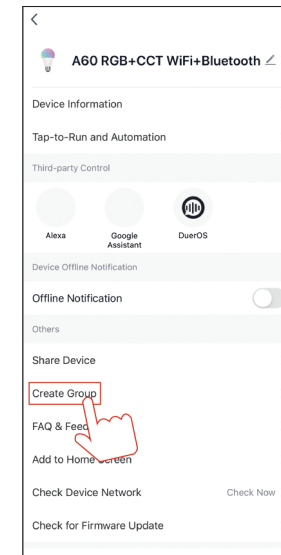 A60 RGB+CCT WiFi+Bluetooth
Device Information
Tap-to-Run and Automation
Third-party Control
Alexa
Google
Assistant
DuerOS
Device Offline Notification
Offline Notification
Others
Share Device
Create Group
FAQ & Feed
Add to Home Screen
Check Device Network
Check Now
Check for Firmware Update